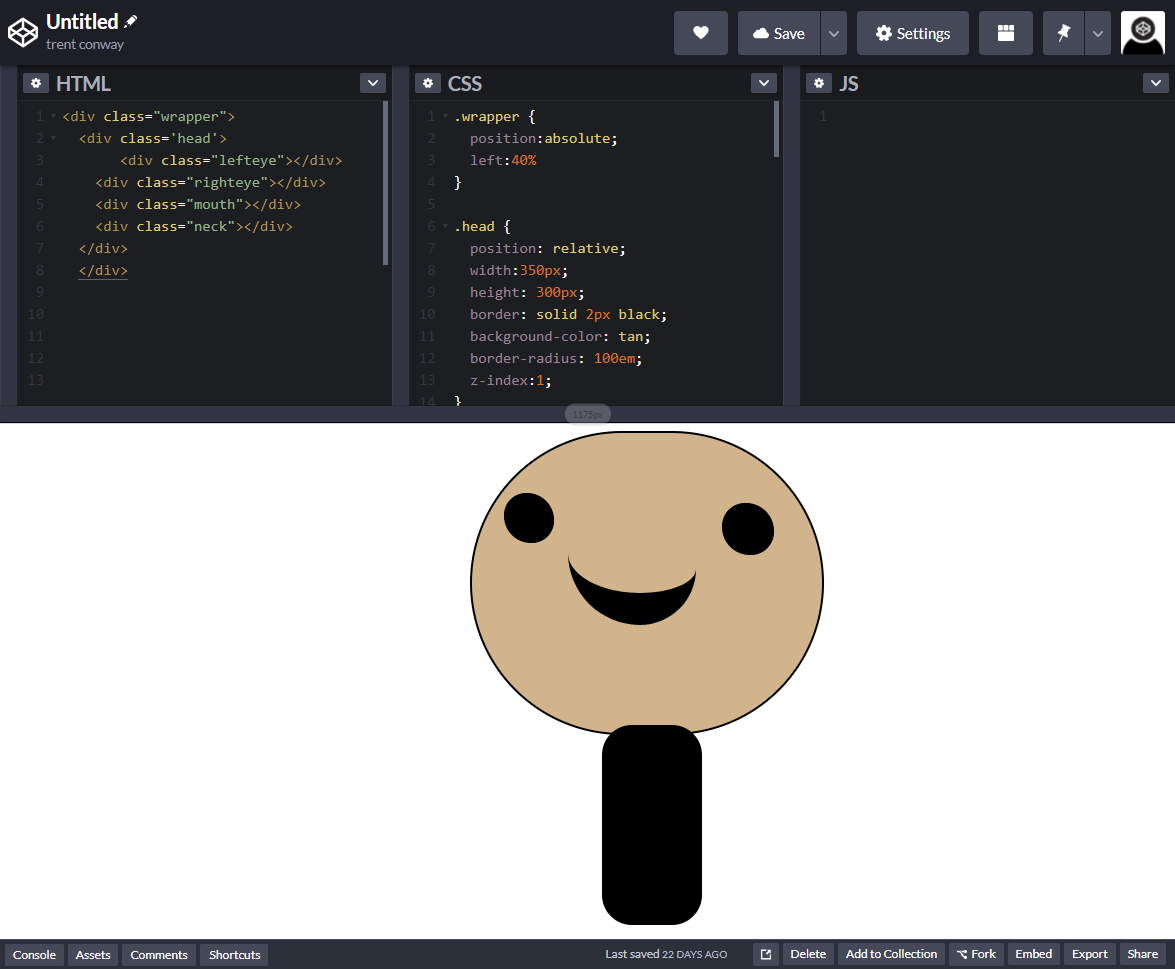 Untitled
trent conway
Save
Settings
HTML
1 <div class="wrapper">
2 <div class='head'>
3 <div class="lefteye"></div>
4 <div class="righteye"></div>
5 <div class="mouth"></div>
6 <div class="neck"></div>
7 </div>
8 </div>
9
10
11
12
13
CSS
1 .wrapper {
2 position:absolute;
3 left:40%
4 }
5
6 .head {
7 position: relative;
8 width:350px;
9 height: 300px;
10 border: solid 2px black;
11 background-color: tan;
12 border-radius: 100em;
13 z-index:1;
14 }
JS
1
1175px
Console Assets Comments Shortcuts
Last saved 22 DAYS AGO
Delete Add to Collection Fork Embed Export Share